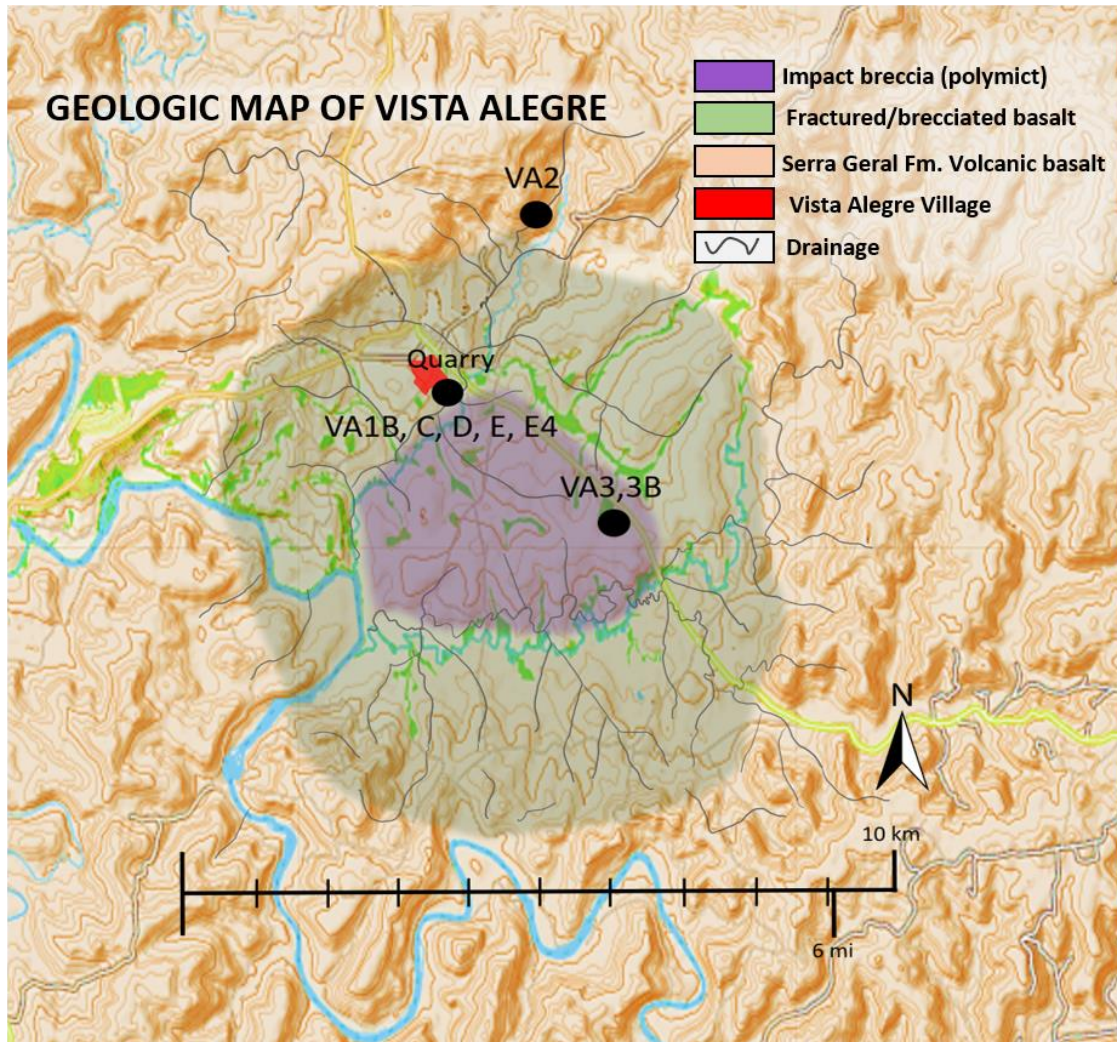 GEOLOGIC MAP OF VISTA ALEGRE
Impact breccia (polymict)
Fractured/brecciated basalt
Serra Geral Fm. Volcanic basalt
Vista Alegre Village
Drainage
VA2
Quarry
VA1B, C, D, E, E4
VA3,3B
N
10 km
6 mi